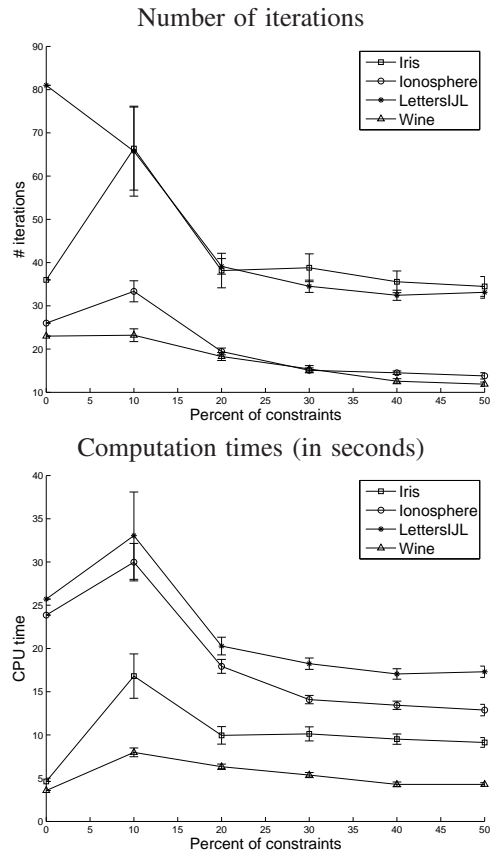 Number of iterations
90
80
70
60
50
40
30
20
10
# iterations
0 5 10 15 20 25 30 35 40 45 50
Percent of constraints
Iris
Ionosphere
LettersIJL
Wine
Computation times (in seconds)
40
35
30
25
20
15
10
5
0
CPU time
0 5 10 15 20 25 30 35 40 45 50
Percent of constraints
Iris
Ionosphere
LettersIJL
Wine